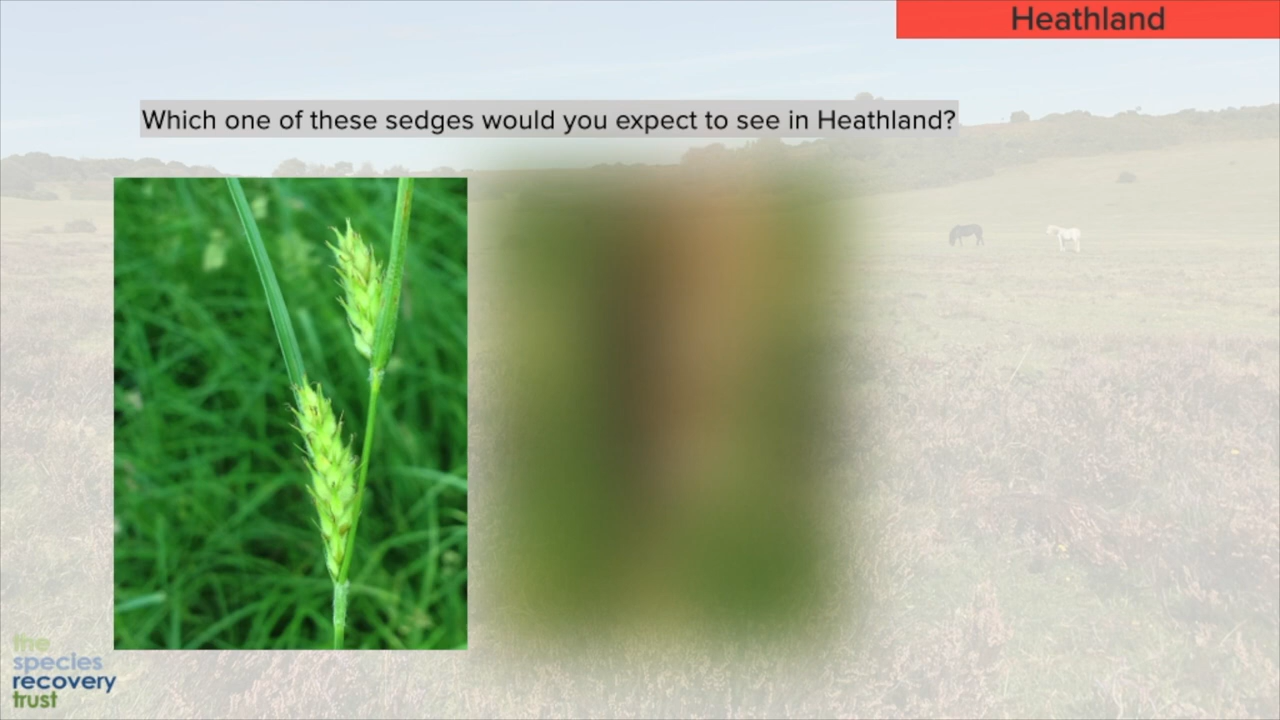 Heathland
Which one of these sedges would you expect to see in Heathland?
the
species
recovery
trust